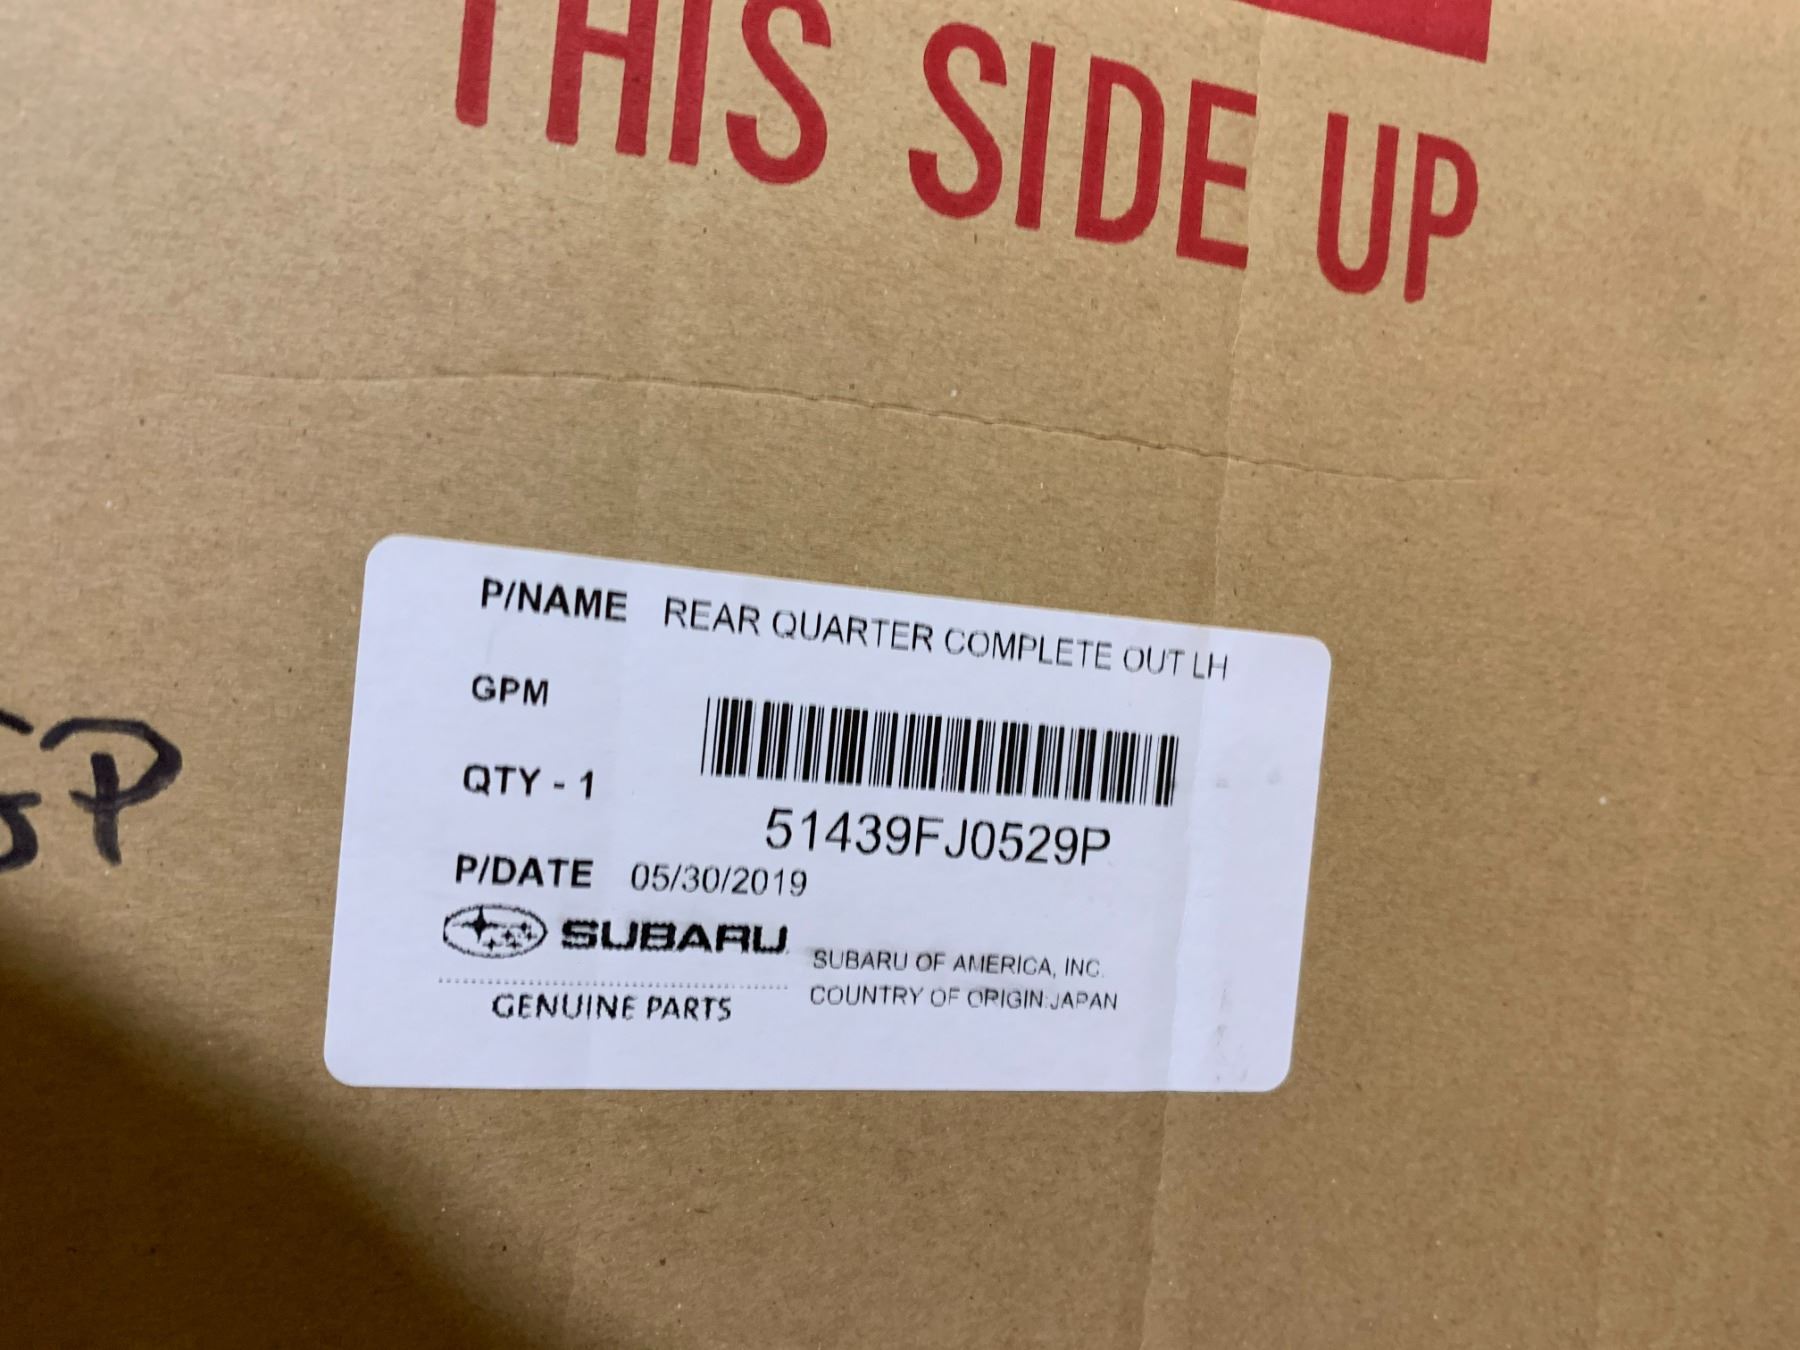 THIS SIDE UP
P/NAME REAR QUARTER COMPLETE OUT LH
GPM
QTY - 1
51439FJ0529P
P/DATE 05/30/2019
SUBARU
SUBARU OF AMERICA, INC.
GENUINE PARTS
COUNTRY OF ORIGIN:JAPAN